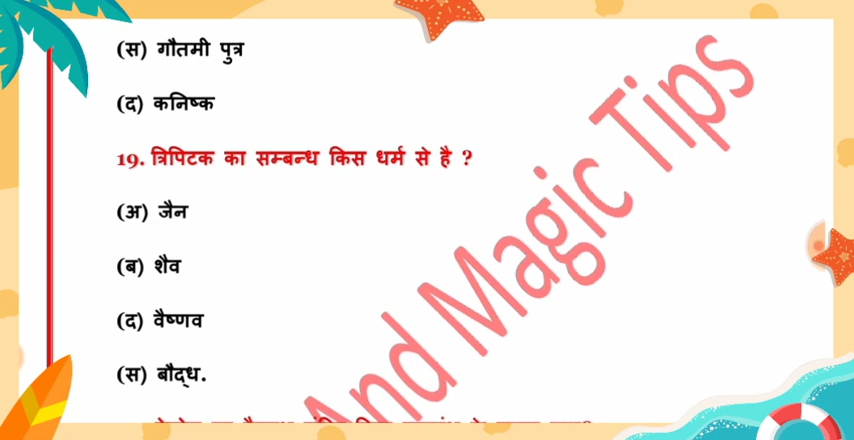 (स) गौतमी पुत्र
(द) कनिष्क
19. त्रिपिटक का सम्बन्ध किस धर्म से है ?
(अ) जैन
(ब) शैव
(द) वैष्णव
(स) बौद्ध.
And Magic Tips